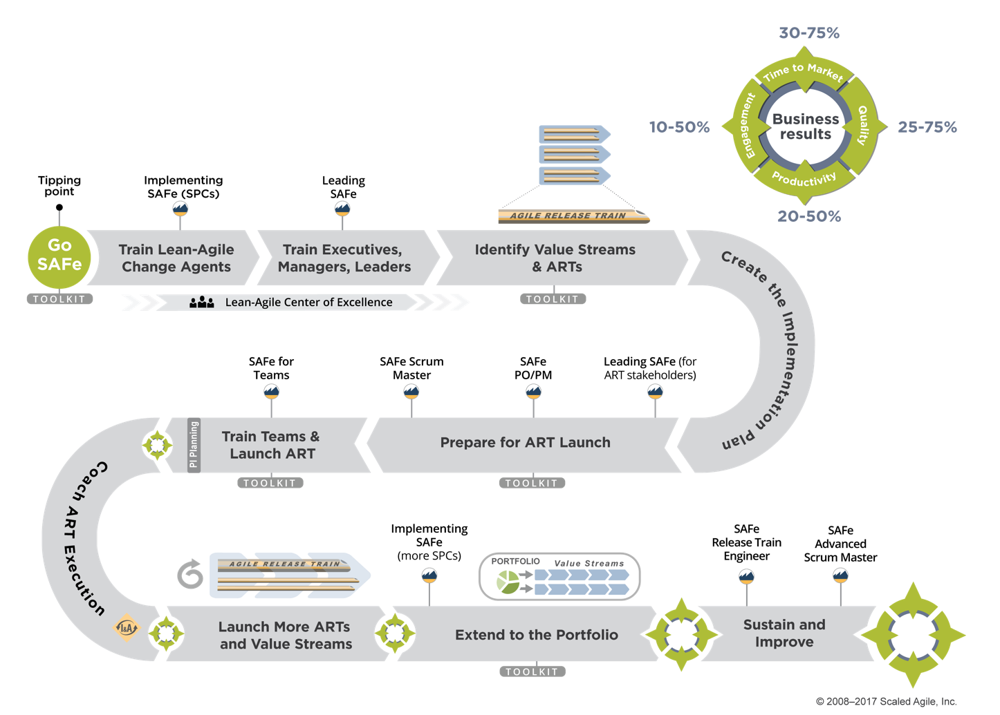 30-75%
Time to Market
10-50%
Engagement
Business
results
Quality
25-75%
Productivity
20-50%
Tipping
point
Implementing
SAFe (SPCs)
Leading
SAFe
AGILE RELEASE TRAIN
Go
SAFe
Train Lean-Agile
Change Agents
Train Executives,
Managers, Leaders
Identify Value Streams
& ARTs
Create the Implementation Plan
TOOLKIT
Lean-Agile Center of Excellence
TOOLKIT
SAFe for
Teams
SAFe Scrum
Master
SAFe
PO/PM
Leading SAFe (for
ART stakeholders)
PI Planning
Train Teams &
Launch ART
Prepare for ART Launch
TOOLKIT
TOOLKIT
Coach ART Execution
I&A
AGILE RELEASE TRAIN
Implementing
SAFe
(more SPCs)
PORTFOLIO
Value Streams
SAFe
Release Train
Engineer
SAFe
Advanced
Scrum Master
Launch More ARTs
and Value Streams
Extend to the Portfolio
Sustain and
Improve
TOOLKIT
© 2008–2017 Scaled Agile, Inc.